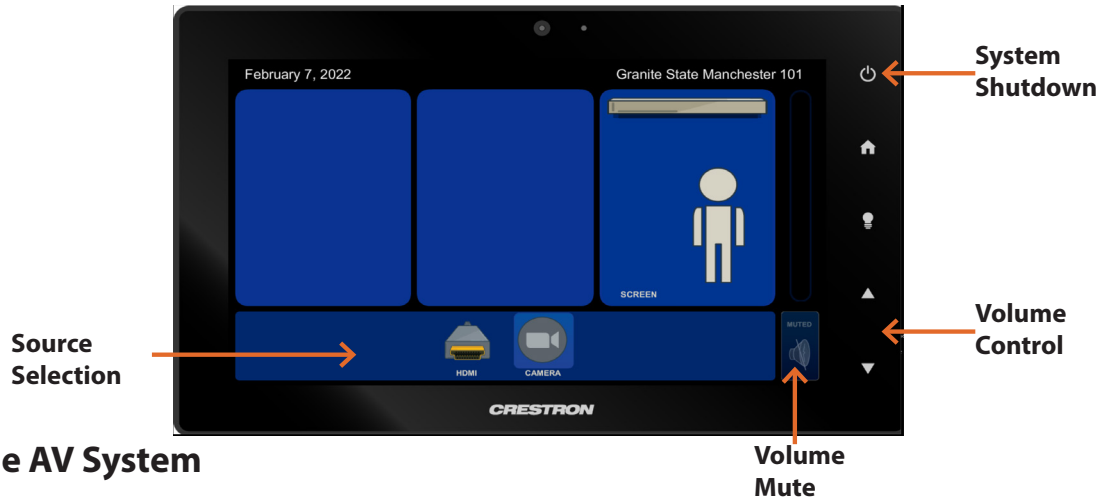 System
Shutdown
February 7, 2022
Granite State Manchester 101
SCREEN
MUTED
Volume
Control
Source
Selection
HDMI
CAMERA
CRESTRON
e AV System
Volume
Mute